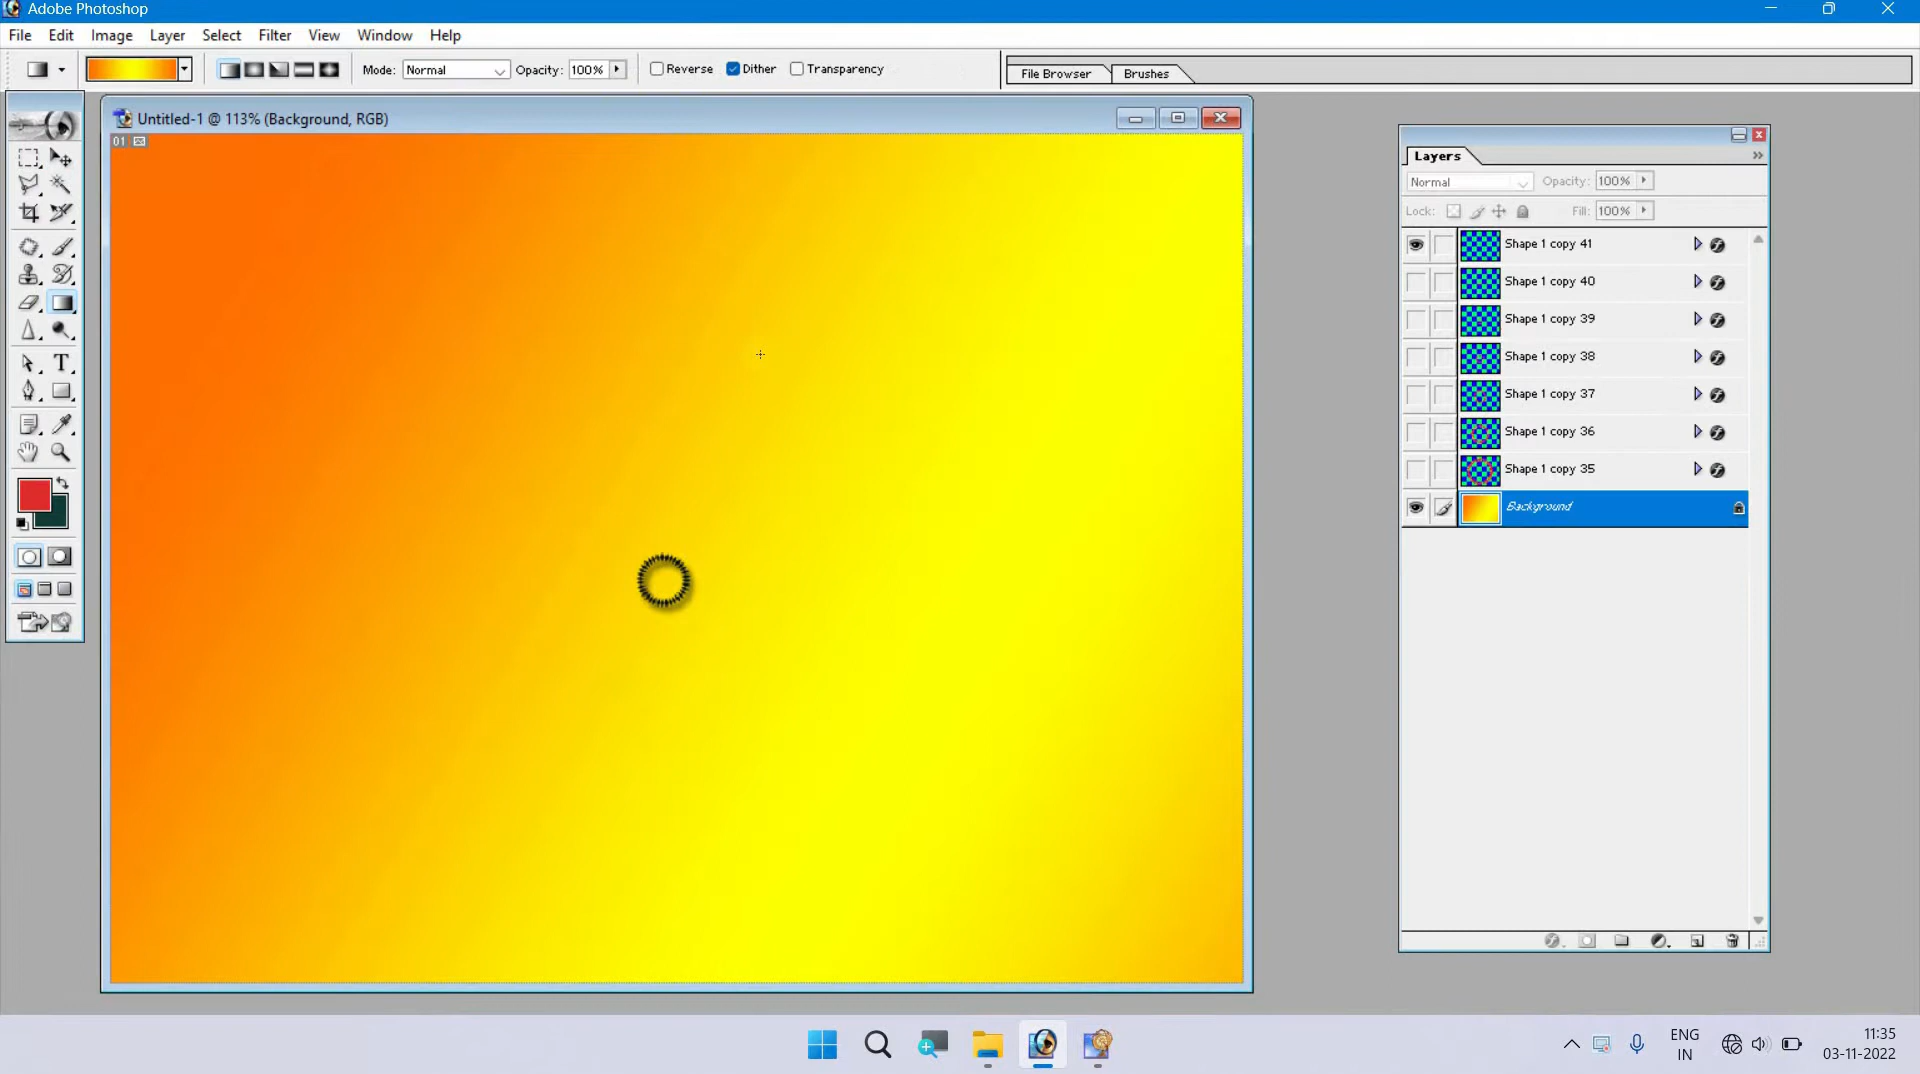 Adobe Photoshop
File Edit Image Layer Select Filter View Window Help
Mode: Normal Opacity: 100% Reverse Dither Transparency File Browser Brushes
Untitled-1 @ 113% (Background, RGB)
01
Layers
Normal Opacity: 100%
Lock: Fill: 100%
Shape 1 copy 41
Shape 1 copy 40
Shape 1 copy 39
Shape 1 copy 38
Shape 1 copy 37
Shape 1 copy 36
Shape 1 copy 35
Background
T
ENG
IN
11:35
03-11-2022